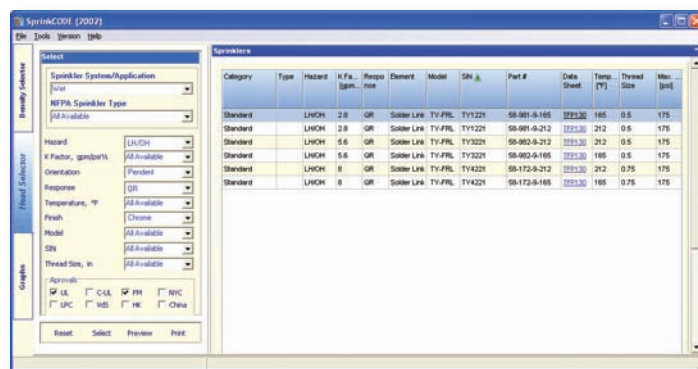 SprinkCODE (2002)
File Tools Version Help
Density Selector
Head Selector
Graphs
Select
Sprinkler System/Application
Wet
NFPA Sprinkler Type
All Available
Hazard LH/OH
K Factor, gpm/psi½ All Available
Orientation Pendent
Response QR
Temperature, °F All Available
Finish Chrome
Model All Available
SIN All Available
Thread Size, in All Available
Aprovals
UL C-UL FM NYC
LPC VdS HK China
Reset Select Preview Print
Sprinklers
Category Type Hazard K Fa... [gpm... Respo nse Element Model SIN Part # Data Sheet Temp... [°F] Thread Size Max. ... [psi]
Standard LH/OH 2.8 QR Solder Link TY-FRL TY1221 58-981-9-165 TFP130 165 0.5 175
Standard LH/OH 2.8 QR Solder Link TY-FRL TY1221 58-981-9-212 TFP130 212 0.5 175
Standard LH/OH 5.6 QR Solder Link TY-FRL TY3221 58-982-9-212 TFP130 212 0.5 175
Standard LH/OH 5.6 QR Solder Link TY-FRL TY3221 58-982-9-165 TFP130 165 0.5 175
Standard LH/OH 8 QR Solder Link TY-FRL TY4221 58-172-9-212 TFP130 212 0.75 175
Standard LH/OH 8 QR Solder Link TY-FRL TY4221 58-172-9-165 TFP130 165 0.75 175